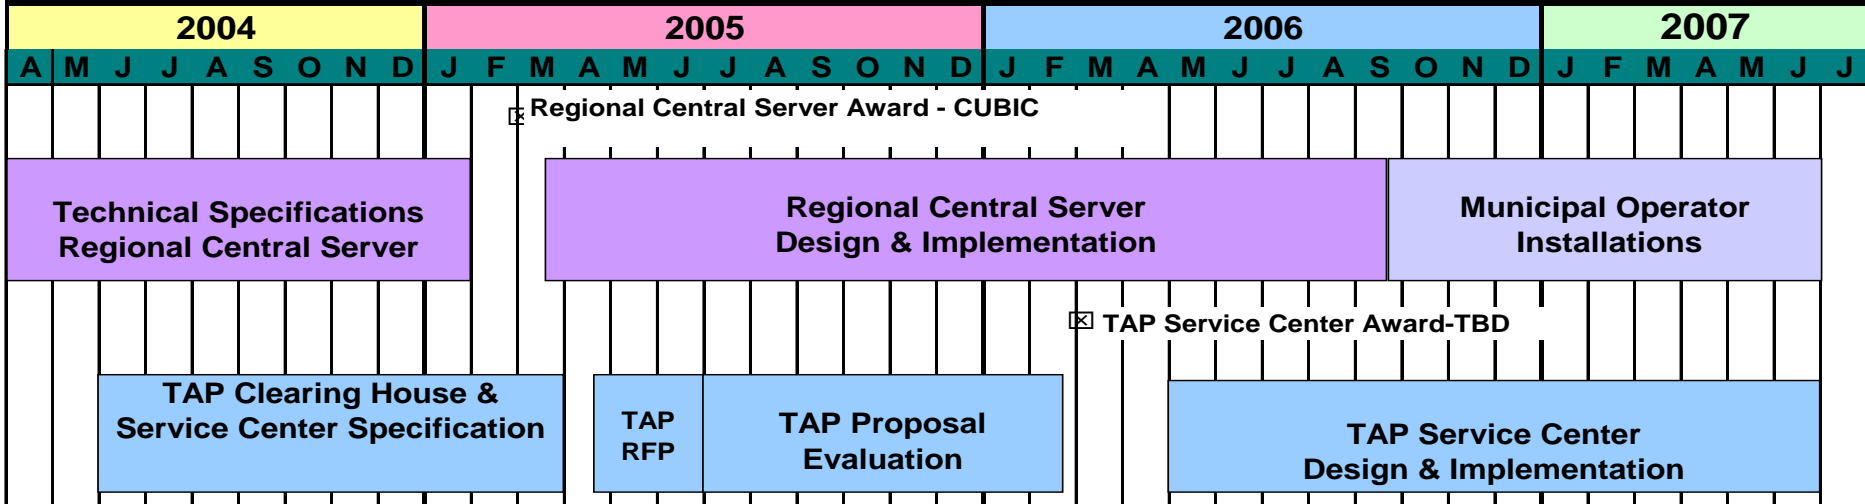 2004 2005 2006 2007
A M J J A S O N D J F M A M J J A S O N D J F M A M J J A S O N D J F M A M J J
Regional Central Server Award - CUBIC
Technical Specifications
Regional Central Server
Regional Central Server
Design & Implementation
Municipal Operator
Installations
TAP Service Center Award-TBD
TAP Clearing House &
Service Center Specification
TAP
RFP
TAP Proposal
Evaluation
TAP Service Center
Design & Implementation